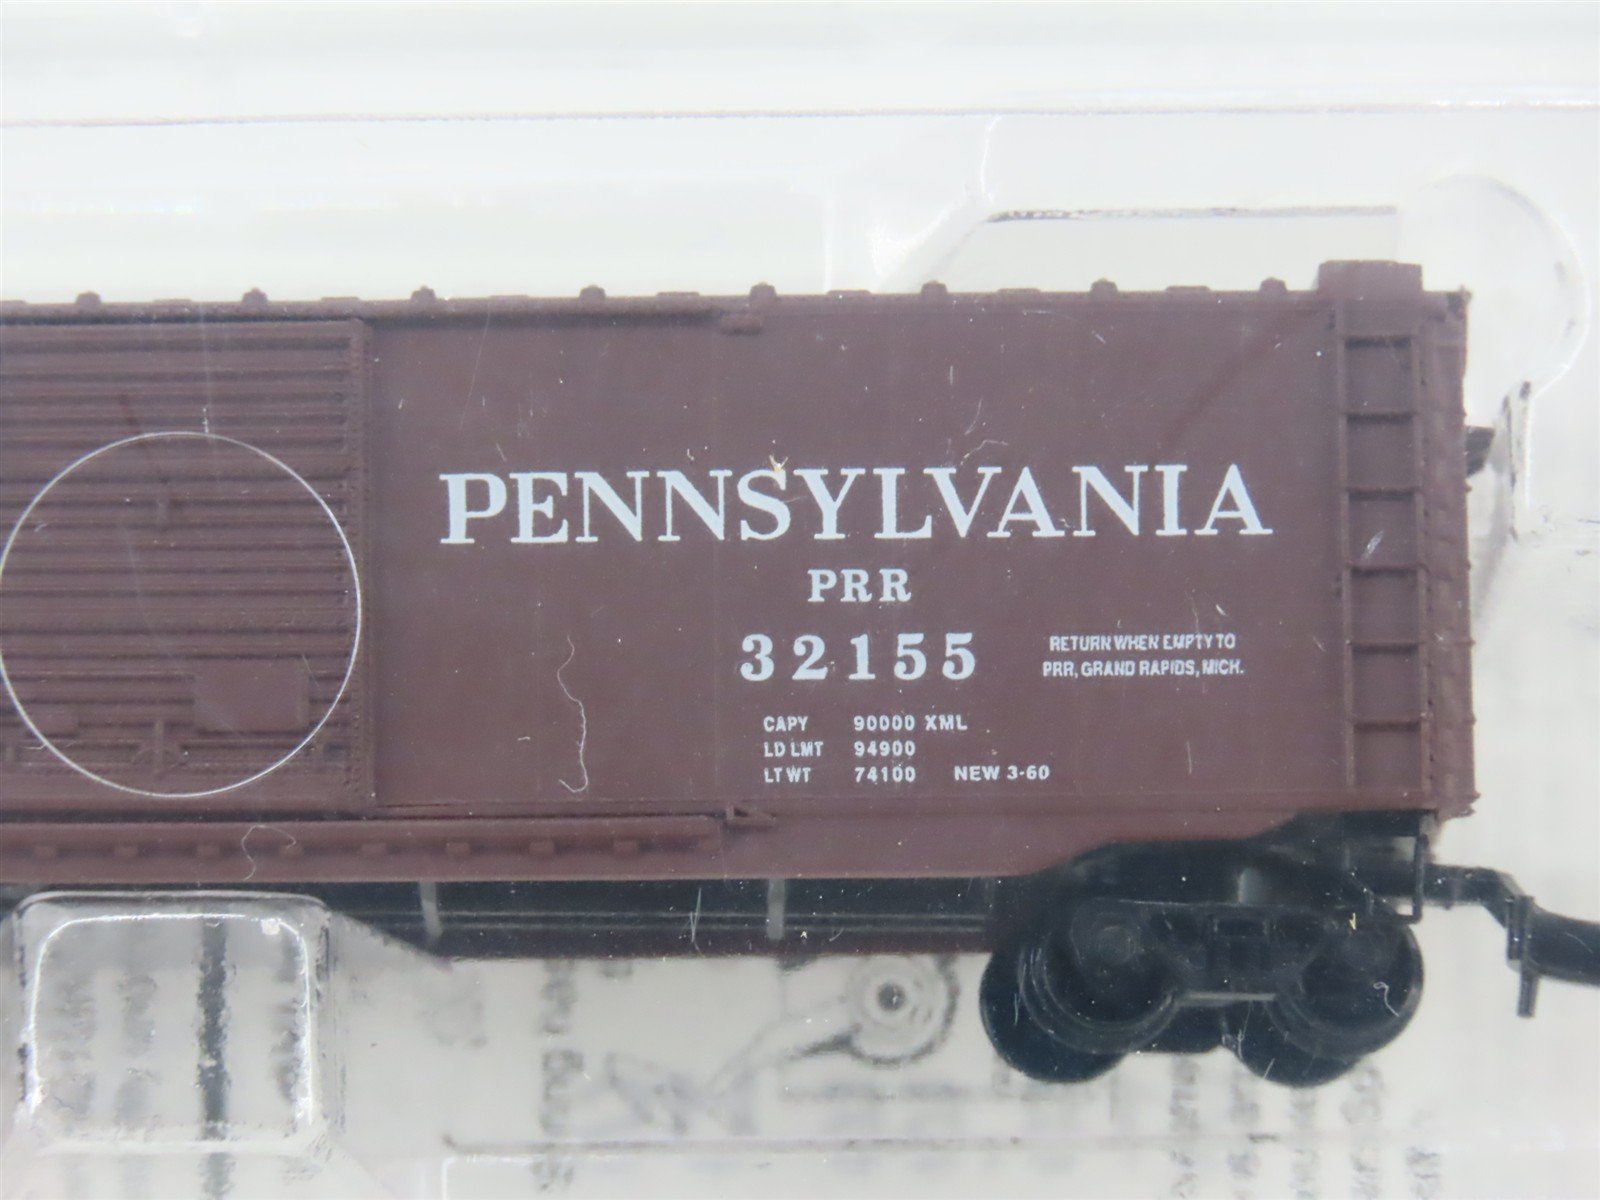 PENNSYLVANIA
PRR
32155
RETURN WHEN EMPTY TO
PRR, GRAND RAPIDS, MICH.
CAPY 90000 XML
LD LMT 94900
LT WT 74100 NEW 3-60